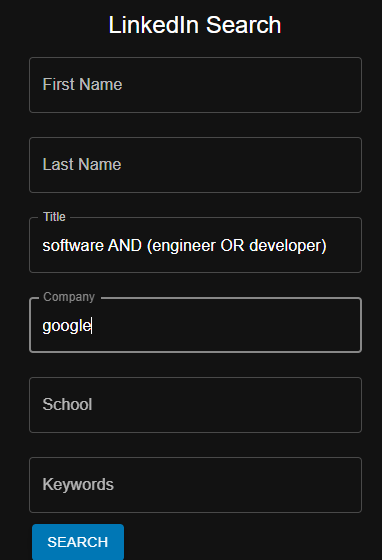 LinkedIn Search
First Name
Last Name
Title
software AND (engineer OR developer)
Company
google
School
Keywords
SEARCH